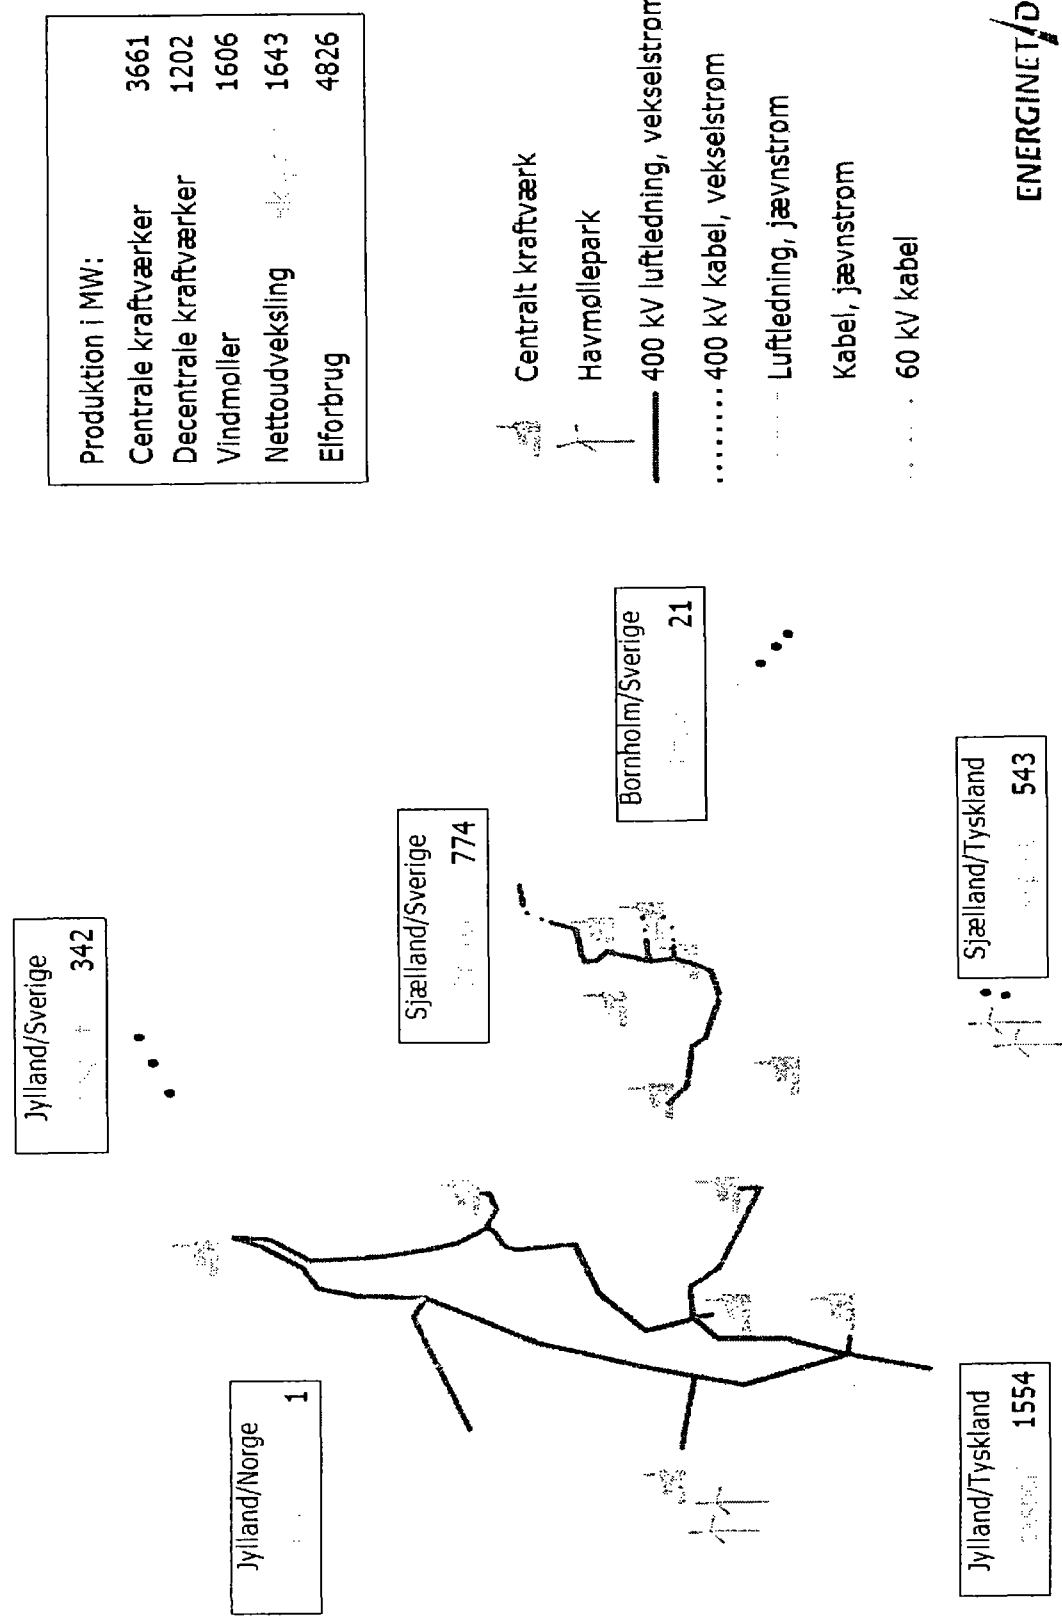 Produktion i MW:
Centrale kraftværker 3661
Decentrale kraftværker 1202
Vindmøller 1606
Nettoudveksling 1643
Elforbrug 4826
Centralt kraftværk
Havmøllepark
400 kV luftledning, vekselstrøm
400 kV kabel, vekselstrøm
Luftledning, jævnstrøm
Kabel, jævnstrøm
60 kV kabel
Jylland/Sverige
342
Sjælland/Sverige
774
Bornholm/Sverige
21
Sjælland/Tyskland
543
Jylland/Norge
1
Jylland/Tyskland
1554
ENERGINET/D